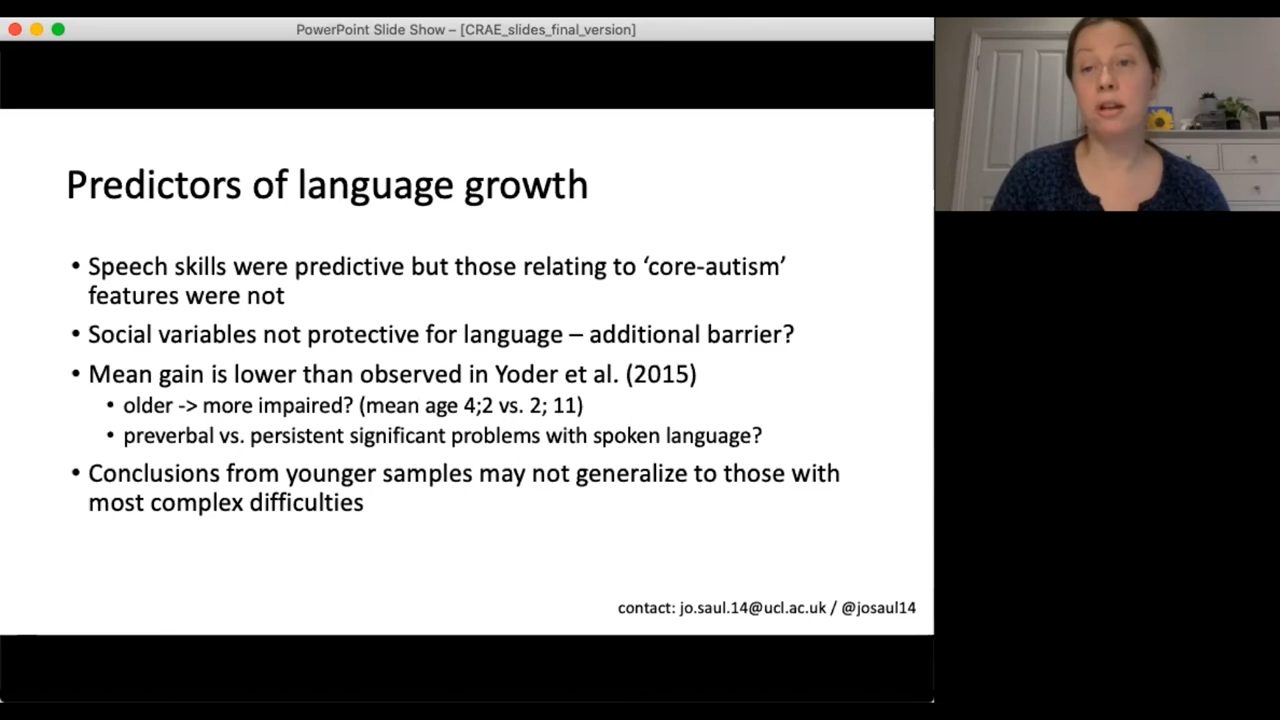 PowerPoint Slide Show – [CRAE_slides_final_version]
Predictors of language growth
• Speech skills were predictive but those relating to ‘core-autism’
features were not
• Social variables not protective for language – additional barrier?
• Mean gain is lower than observed in Yoder et al. (2015)
• older -> more impaired? (mean age 4;2 vs. 2; 11)
• preverbal vs. persistent significant problems with spoken language?
• Conclusions from younger samples may not generalize to those with
most complex difficulties
contact: jo.saul.14@ucl.ac.uk / @josaul14